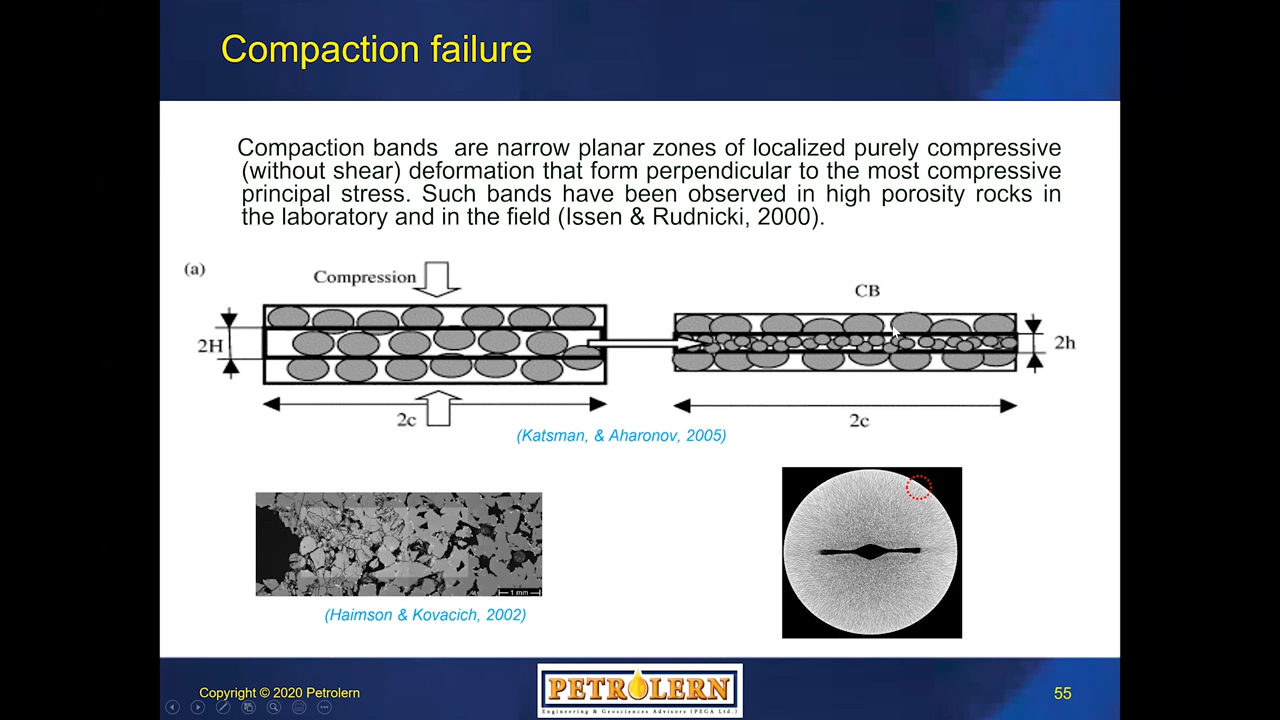 Compaction failure
Compaction bands are narrow planar zones of localized purely compressive
(without shear) deformation that form perpendicular to the most compressive
principal stress. Such bands have been observed in high porosity rocks in
the laboratory and in the field (Issen & Rudnicki, 2000).
(a)
Compression
CB
2H
2h
2c
2c
(Katsman, & Aharonov, 2005)
1 mm
(Haimson & Kovacich, 2002)
Copyright © 2020 Petrolern
PETROLERN
Engineering & Geosciences Advisors (PEGA Ltd.)
55